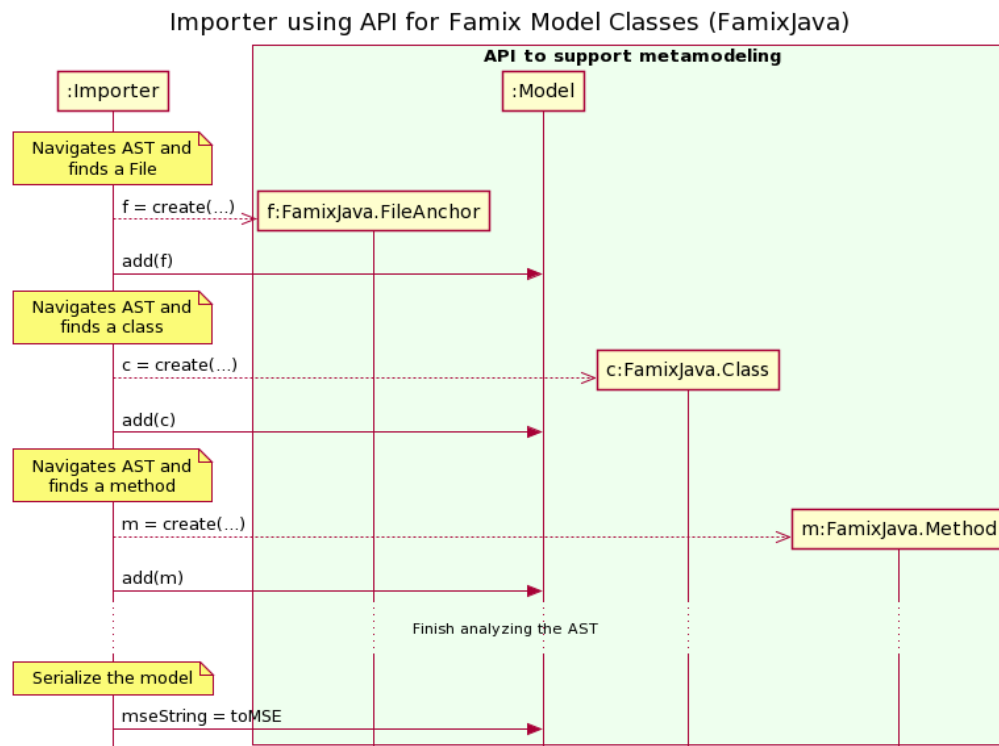 Importer using API for Famix Model Classes (FamixJava)
API to support metamodeling
:Importer
:Model
Navigates AST and
finds a File
f = create(...)
f:FamixJava.FileAnchor
add(f)
Navigates AST and
finds a class
c = create(...)
c:FamixJava.Class
add(c)
Navigates AST and
finds a method
m = create(...)
m:FamixJava.Method
add(m)
Finish analyzing the AST
Serialize the model
mseString = toMSE